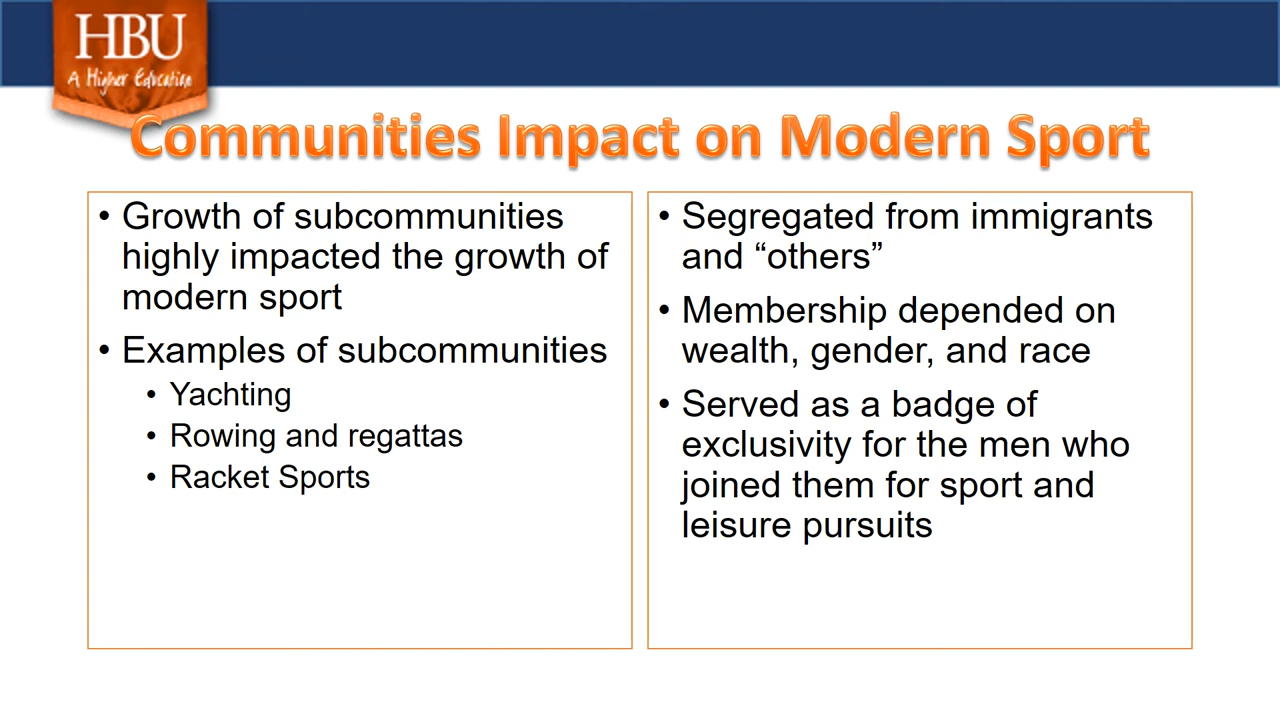 HBU
A Higher Education
Communities Impact on Modern Sport
• Growth of subcommunities
highly impacted the growth of
modern sport
• Examples of subcommunities
• Yachting
• Rowing and regattas
• Racket Sports
• Segregated from immigrants
and “others”
• Membership depended on
wealth, gender, and race
• Served as a badge of
exclusivity for the men who
joined them for sport and
leisure pursuits